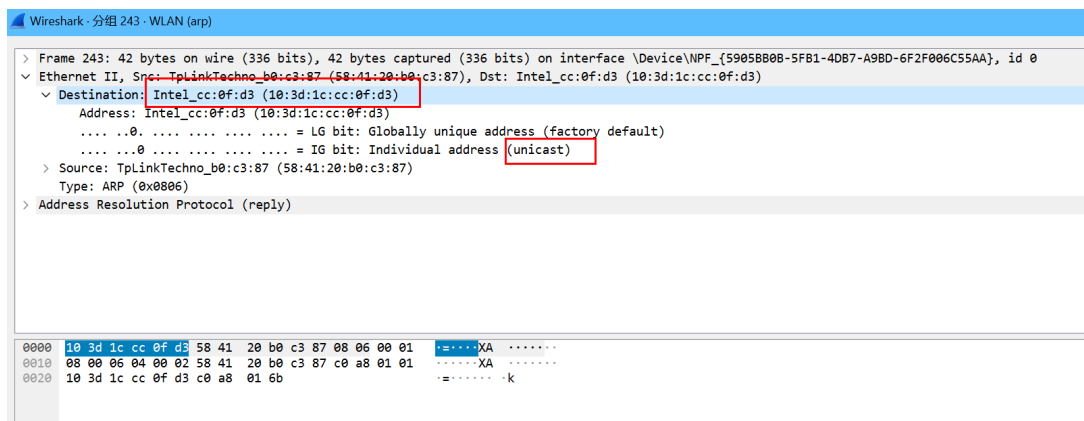 Wireshark · 分组 243 · WLAN (arp)
> Frame 243: 42 bytes on wire (336 bits), 42 bytes captured (336 bits) on interface \Device\NPF_{5905BB0B-5FB1-4DB7-A9BD-6F2F006C55AA}, id 0
Ethernet II, Src: TpLinkTechno_b0:c3:87 (58:41:20:b0:c3:87), Dst: Intel_cc:0f:d3 (10:3d:1c:cc:0f:d3)
Destination: Intel_cc:0f:d3 (10:3d:1c:cc:0f:d3)
Address: Intel_cc:0f:d3 (10:3d:1c:cc:0f:d3)
.... ..0. .... .... .... .... = LG bit: Globally unique address (factory default)
.... ...0 .... .... .... .... = IG bit: Individual address (unicast)
> Source: TpLinkTechno_b0:c3:87 (58:41:20:b0:c3:87)
Type: ARP (0x0806)
> Address Resolution Protocol (reply)
0000 10 3d 1c cc 0f d3 58 41 20 b0 c3 87 08 06 00 01 ·=····XA ·······
0010 08 00 06 04 00 02 58 41 20 b0 c3 87 c0 a8 01 01 ······XA ·······
0020 10 3d 1c cc 0f d3 c0 a8 01 6b ·=······ ·k